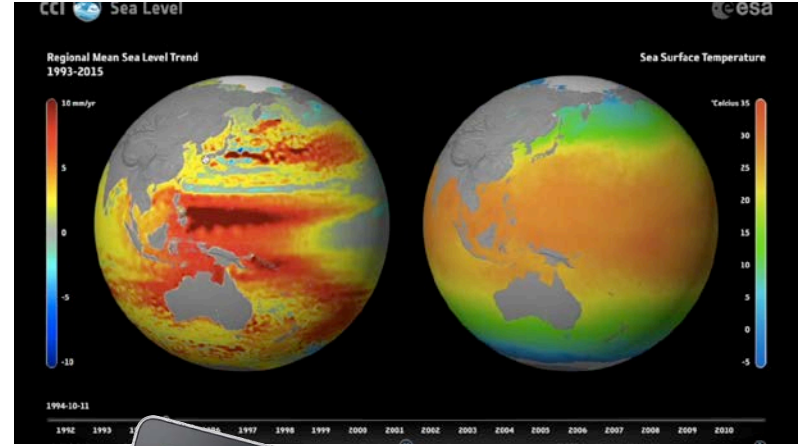 CCI Sea Level
esa
Regional Mean Sea Level Trend
1993-2015
Sea Surface Temperature
10 mm/yr
5
0
-5
-10
°Celcius 35
30
25
20
15
10
5
0
-5
1994-10-11
1992 1993 1996 1997 1998 1999 2000 2001 2002 2003 2004 2005 2006 2007 2008 2009 2010